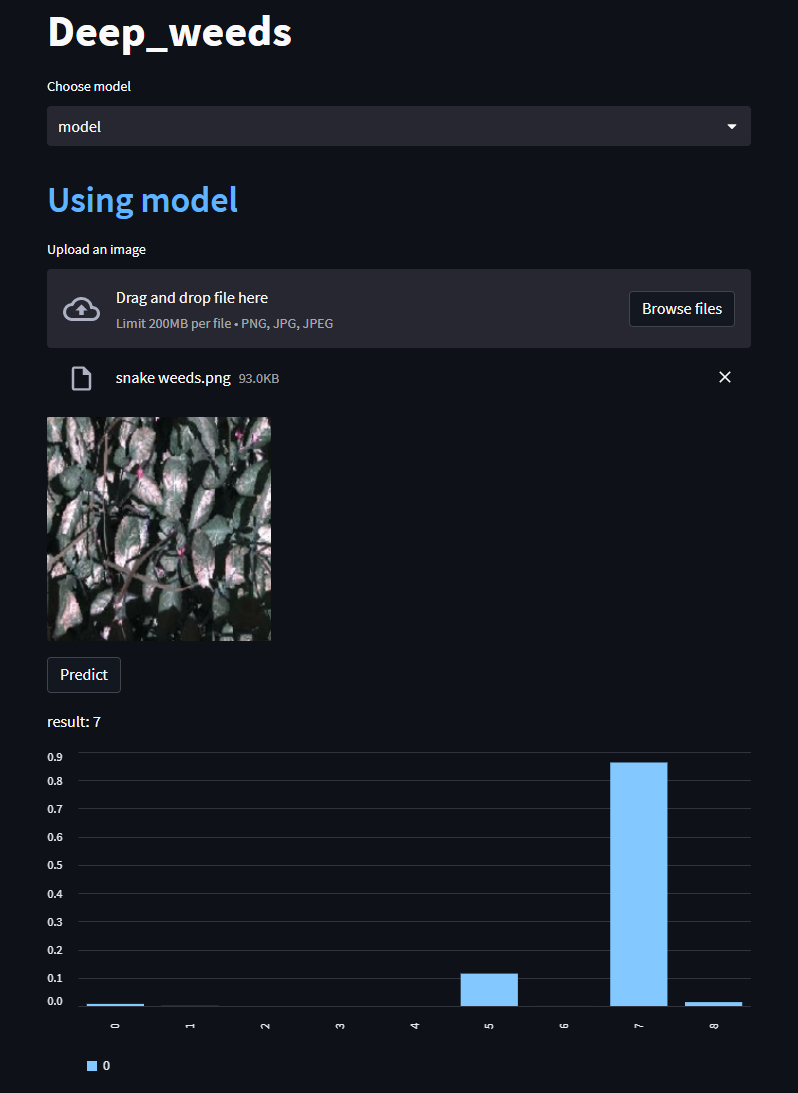 Deep_weeds
Choose model
model
Using model
Upload an image
Drag and drop file here
Limit 200MB per file • PNG, JPG, JPEG
Browse files
snake weeds.png 93.0KB
Predict
result: 7
0.9
0.8
0.7
0.6
0.5
0.4
0.3
0.2
0.1
0.0
0 1 2 3 4 5 6 7 8
0